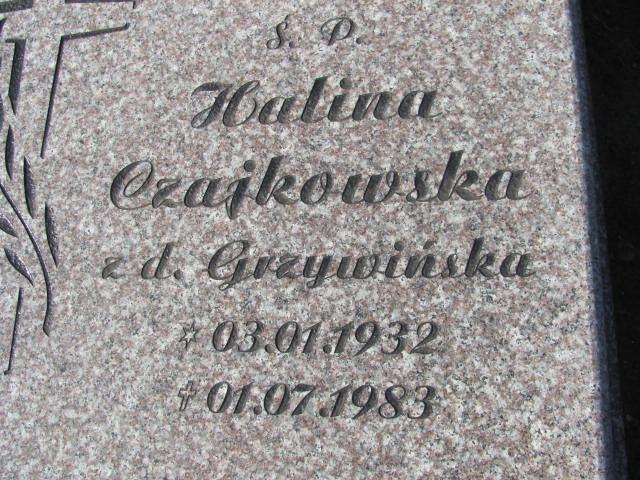 Ś. P.
Halina
Czajkowska
z d. Grzywińska
☆ 03.01.1932
† 01.07.1983